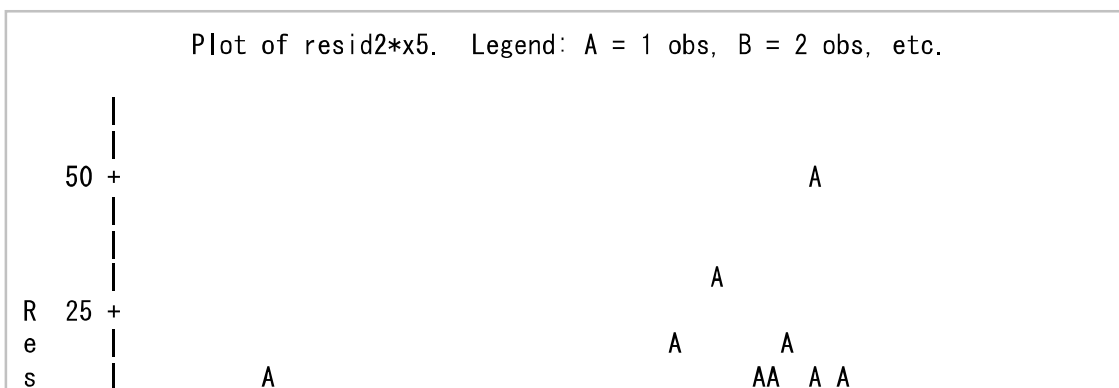 Plot of resid2*x5.  Legend: A = 1 obs, B = 2 obs, etc.
|
|
50 + A
|
|
| A
R 25 +
e | A A
s | A AA A A